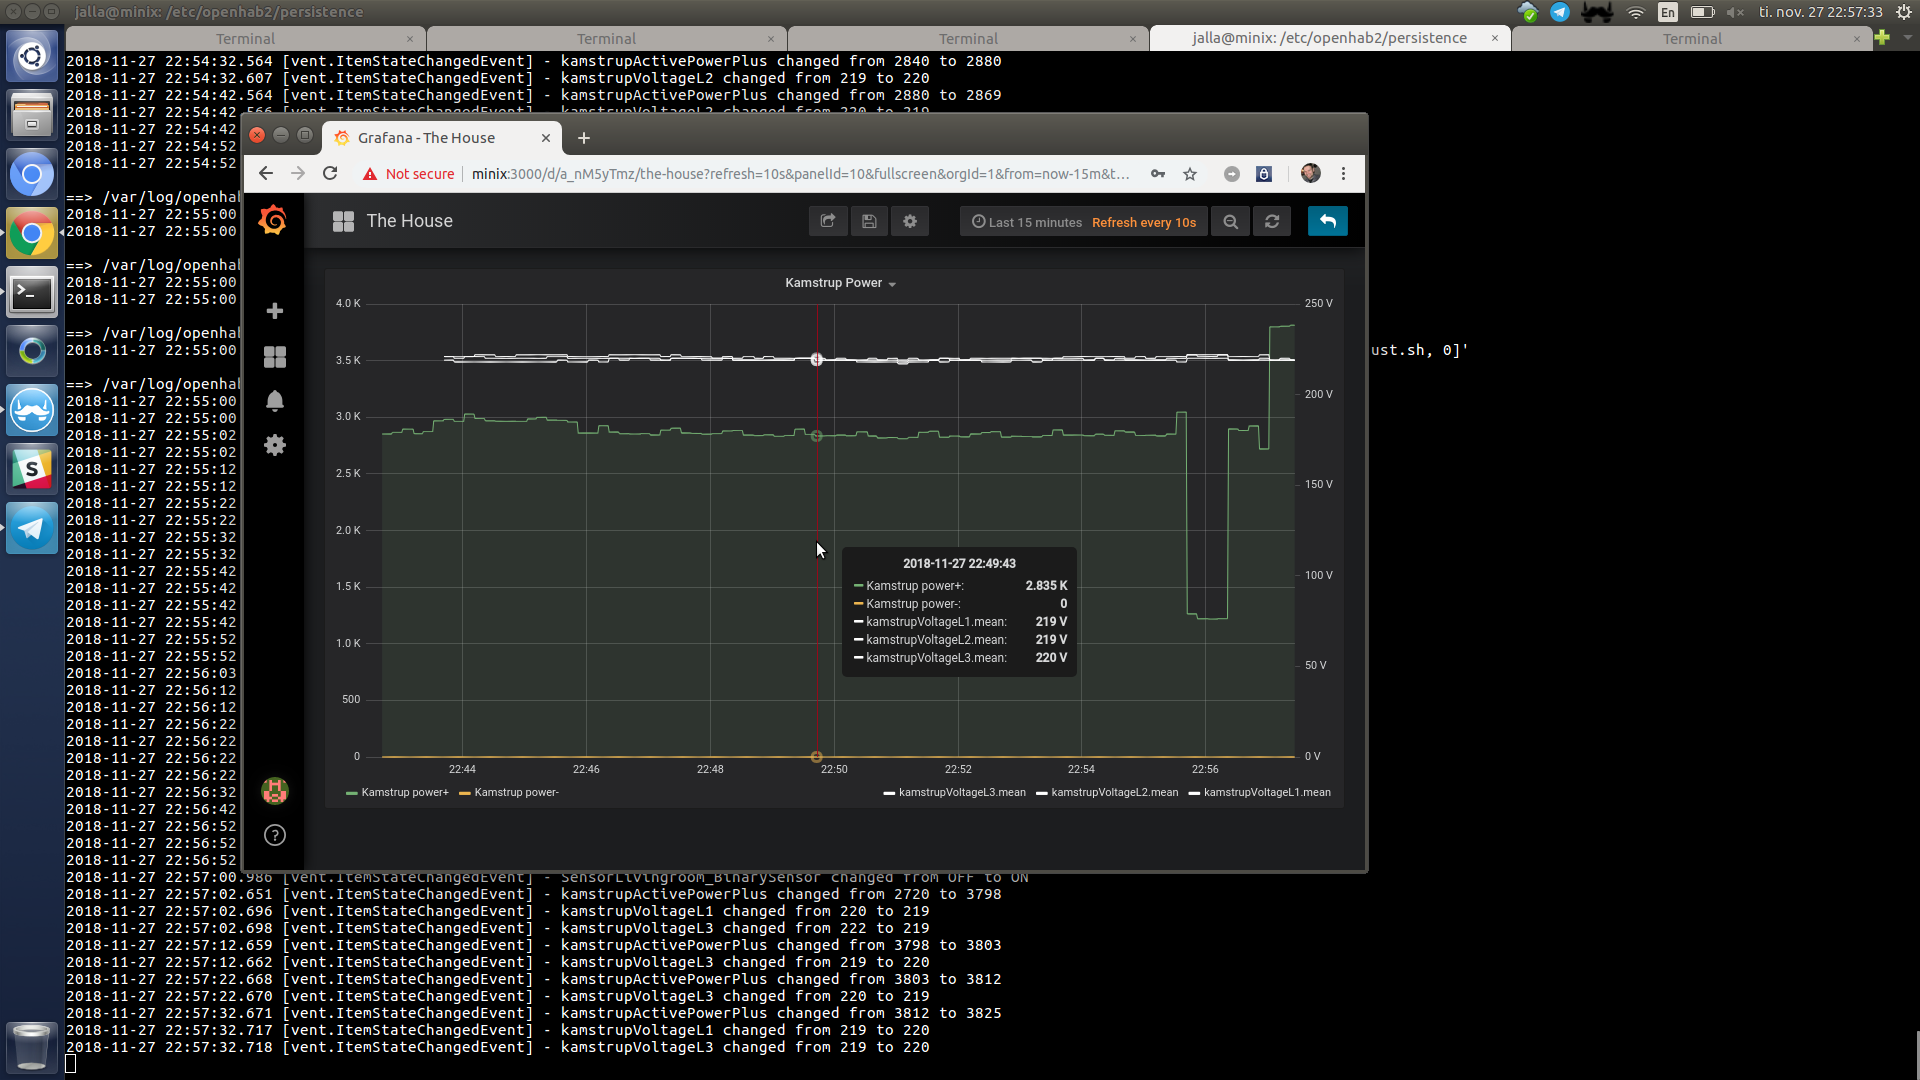 jalla@minix: /etc/openhab2/persistence
En
ti. nov. 27 22:57:33
Terminal
Terminal
Terminal
jalla@minix: /etc/openhab2/persistence
Terminal
2018-11-27 22:54:32.564 [vent.ItemStateChangedEvent] - kamstrupActivePowerPlus changed from 2840 to 2880
2018-11-27 22:54:32.607 [vent.ItemStateChangedEvent] - kamstrupVoltageL2 changed from 219 to 220
2018-11-27 22:54:42.564 [vent.ItemStateChangedEvent] - kamstrupActivePowerPlus changed from 2880 to 2869
2018-11-27 22:54:42.566 [vent.ItemStateChangedEvent] - kamstrupVoltageL2 changed from 220 to 219
2018-11-27 22:54:42
2018-11-27 22:54:52
2018-11-27 22:54:52
==> /var/log/openhab
2018-11-27 22:55:00
2018-11-27 22:55:00
==> /var/log/openhab
2018-11-27 22:55:00
2018-11-27 22:55:00
==> /var/log/openhab
2018-11-27 22:55:00
ust.sh, 0]'
==> /var/log/openhab
2018-11-27 22:55:00
2018-11-27 22:55:00
2018-11-27 22:55:02
2018-11-27 22:55:02
2018-11-27 22:55:12
2018-11-27 22:55:12
2018-11-27 22:55:22
2018-11-27 22:55:22
2018-11-27 22:55:32
2018-11-27 22:55:32
2018-11-27 22:55:42
2018-11-27 22:55:42
2018-11-27 22:55:42
2018-11-27 22:55:42
2018-11-27 22:55:52
2018-11-27 22:55:52
2018-11-27 22:56:03
2018-11-27 22:56:12
2018-11-27 22:56:12
2018-11-27 22:56:22
2018-11-27 22:56:22
2018-11-27 22:56:22
2018-11-27 22:56:22
2018-11-27 22:56:32
2018-11-27 22:56:42
2018-11-27 22:56:52
2018-11-27 22:56:52
2018-11-27 22:56:52
2018-11-27 22:57:00.986 [vent.ItemStateChangedEvent] - SensorLivingroom_BinarySensor changed from OFF to ON
2018-11-27 22:57:02.651 [vent.ItemStateChangedEvent] - kamstrupActivePowerPlus changed from 2720 to 3798
2018-11-27 22:57:02.696 [vent.ItemStateChangedEvent] - kamstrupVoltageL1 changed from 220 to 219
2018-11-27 22:57:02.698 [vent.ItemStateChangedEvent] - kamstrupVoltageL3 changed from 222 to 219
2018-11-27 22:57:12.659 [vent.ItemStateChangedEvent] - kamstrupActivePowerPlus changed from 3798 to 3803
2018-11-27 22:57:12.662 [vent.ItemStateChangedEvent] - kamstrupVoltageL3 changed from 219 to 220
2018-11-27 22:57:22.668 [vent.ItemStateChangedEvent] - kamstrupActivePowerPlus changed from 3803 to 3812
2018-11-27 22:57:22.670 [vent.ItemStateChangedEvent] - kamstrupVoltageL3 changed from 220 to 219
2018-11-27 22:57:32.671 [vent.ItemStateChangedEvent] - kamstrupActivePowerPlus changed from 3812 to 3825
2018-11-27 22:57:32.717 [vent.ItemStateChangedEvent] - kamstrupVoltageL1 changed from 219 to 220
2018-11-27 22:57:32.718 [vent.ItemStateChangedEvent] - kamstrupVoltageL3 changed from 219 to 220
Grafana - The House
Not secure
minix:3000/d/a_nM5yTmz/the-house?refresh=10s&panelId=10&fullscreen&orgId=1&from=now-15m&t...
The House
Last 15 minutes Refresh every 10s
Kamstrup Power
4.0 K
3.5 K
3.0 K
2.5 K
2.0 K
1.5 K
1.0 K
500
0
250 V
200 V
150 V
100 V
50 V
0 V
2018-11-27 22:49:43
Kamstrup power+: 2.835 K
Kamstrup power-: 0
kamstrupVoltageL1.mean: 219 V
kamstrupVoltageL2.mean: 219 V
kamstrupVoltageL3.mean: 220 V
22:44 22:46 22:48 22:50 22:52 22:54 22:56
Kamstrup power+ Kamstrup power- kamstrupVoltageL3.mean kamstrupVoltageL2.mean kamstrupVoltageL1.mean
S